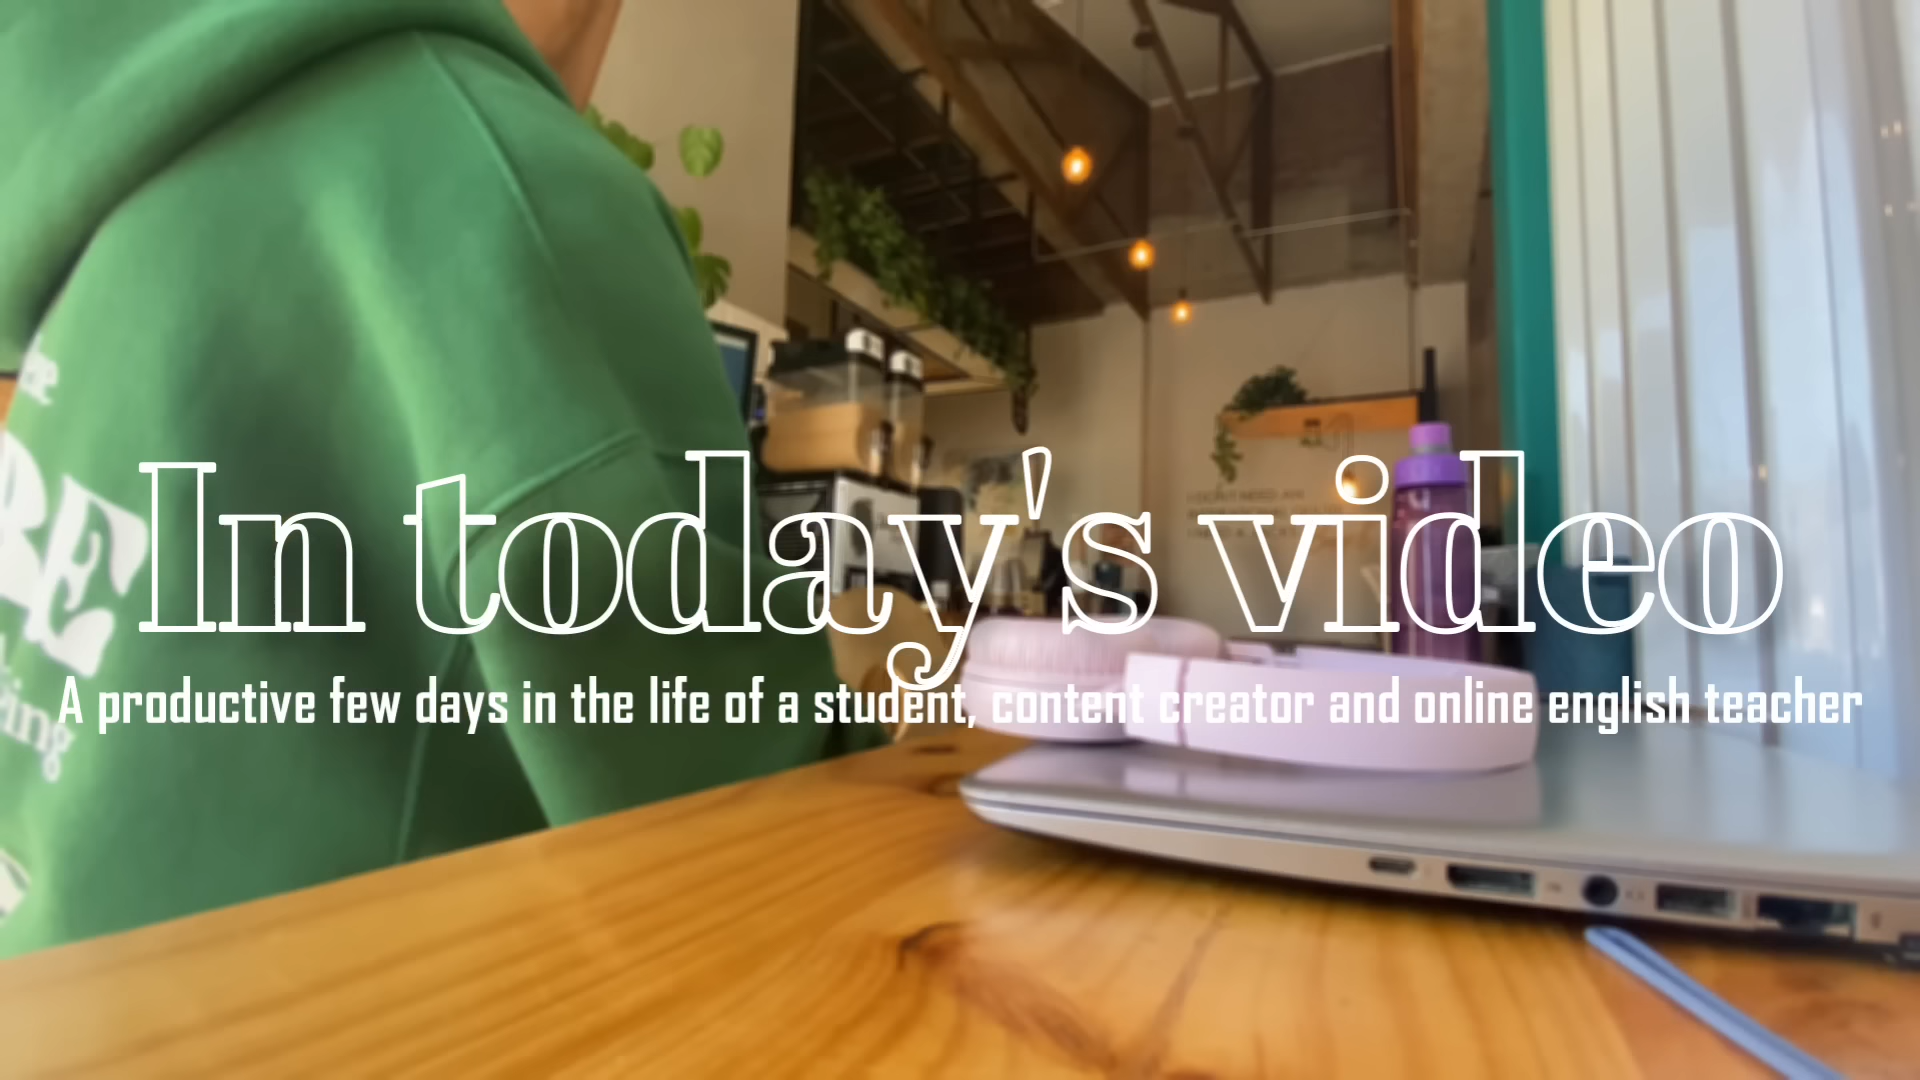 In today's video
A productive few days in the life of a student, content creator and online english teacher